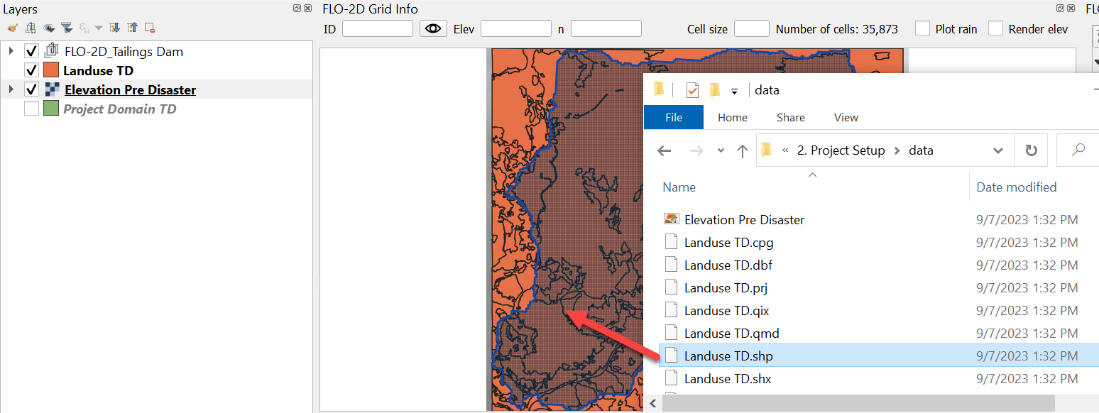 Layers
FLO-2D_Tailings Dam
Landuse TD
Elevation Pre Disaster
Project Domain TD
FLO-2D Grid Info
ID Elev n Cell size Number of cells: 35,873 Plot rain Render elev
data
File Home Share View
« 2. Project Setup > data
Name Date modified
Elevation Pre Disaster 9/7/2023 1:32 PM
Landuse TD.cpg 9/7/2023 1:32 PM
Landuse TD.dbf 9/7/2023 1:32 PM
Landuse TD.prj 9/7/2023 1:32 PM
Landuse TD.qix 9/7/2023 1:32 PM
Landuse TD.qmd 9/7/2023 1:32 PM
Landuse TD.shp 9/7/2023 1:32 PM
Landuse TD.shx 9/7/2023 1:32 PM